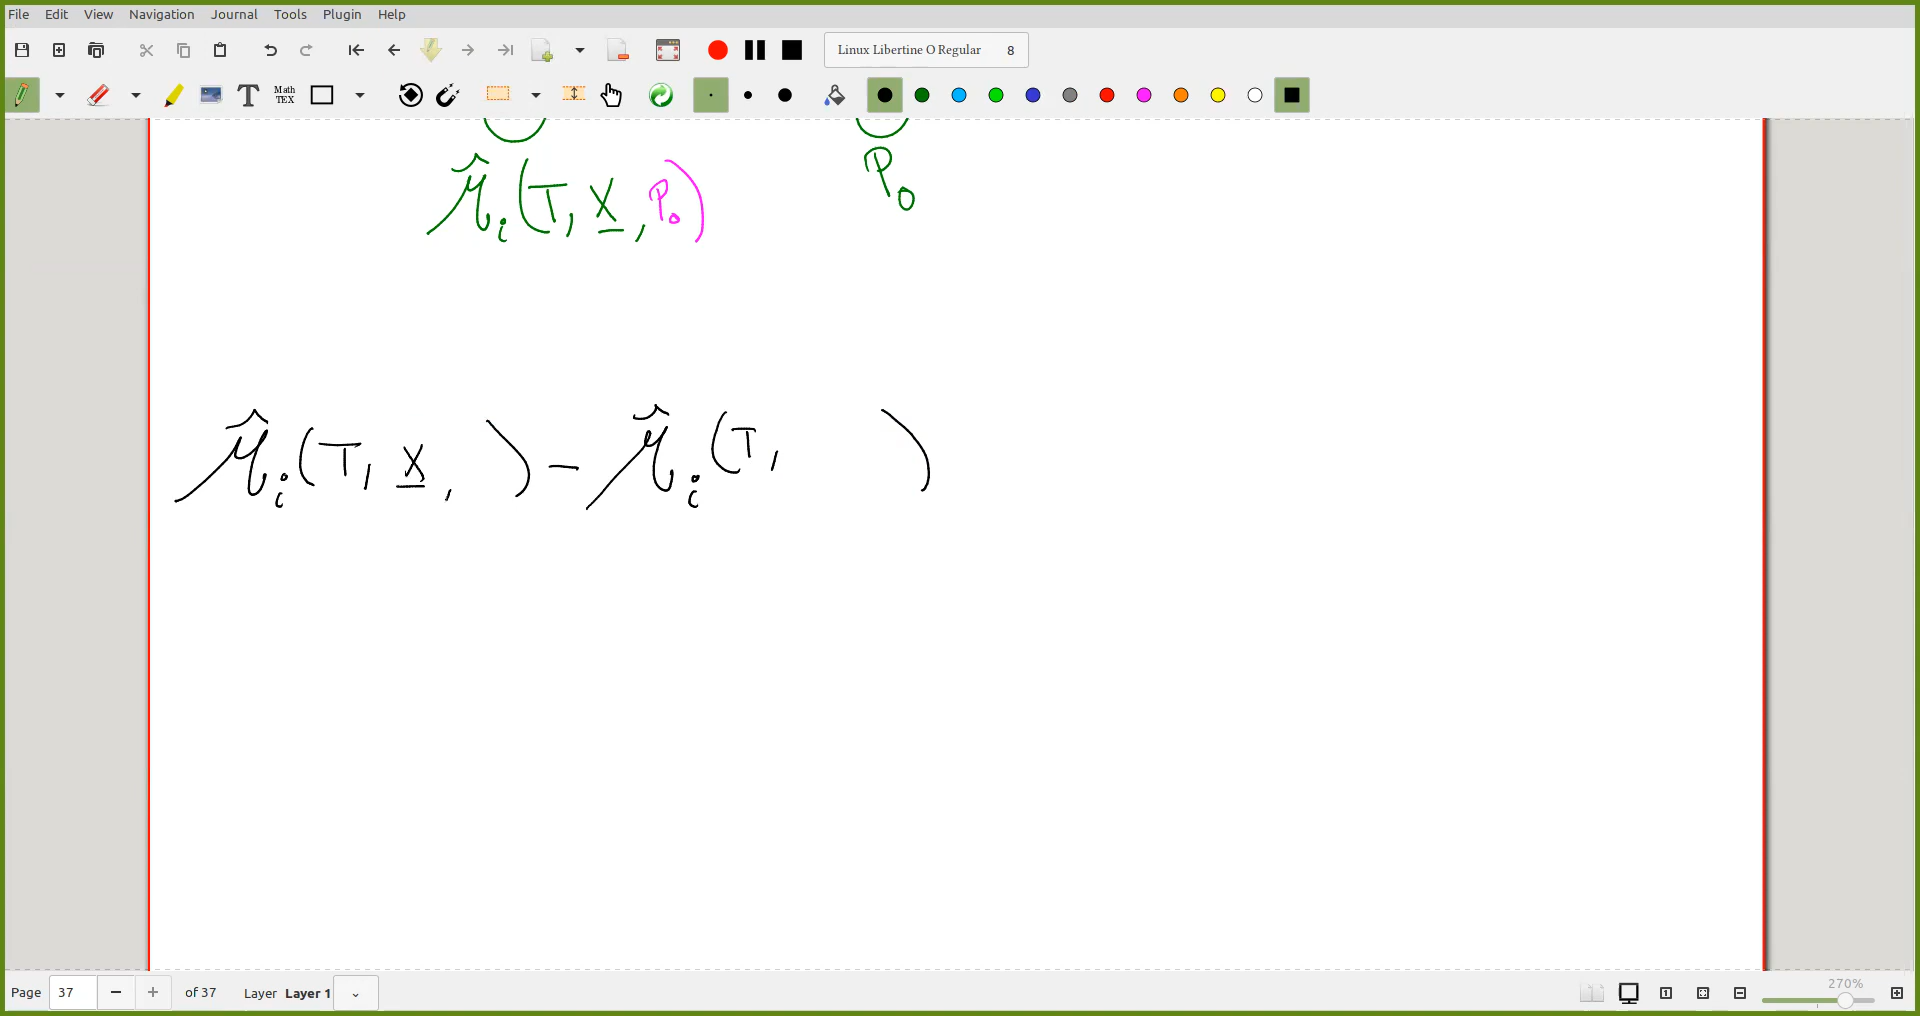 File Edit View Navigation Journal Tools Plugin Help
Linux Libertine O Regular 8
T Math TEX
μ̂ᵢ(T, x̲, P₀) P₀
μ̂ᵢ(T, x̲, ) - μ̂ᵢ(T, )
Page 37 − + of 37 Layer Layer 1 270%